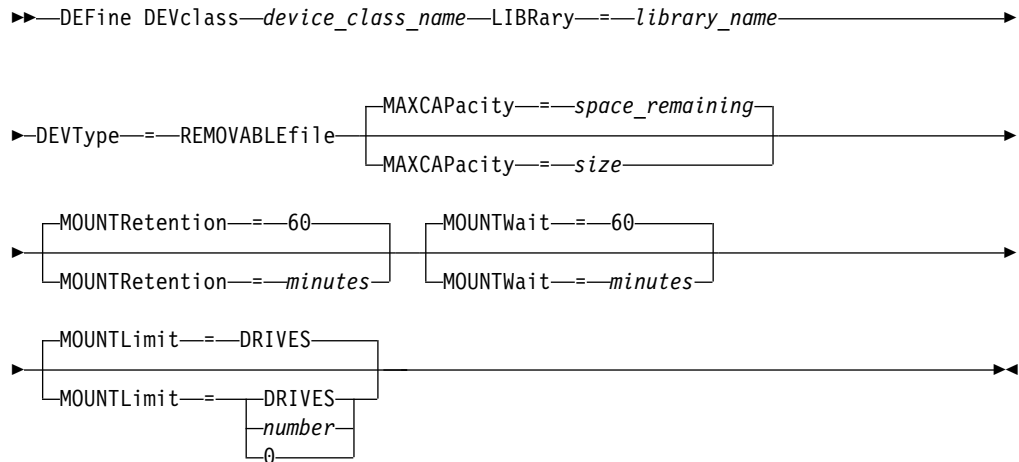 DEFine DEVclass device_class_name LIBRary = library_name
MAXCAPacity = space_remaining
DEVType = REMOVABLEfile
MAXCAPacity = size
MOUNTRetention = 60 MOUNTWait = 60
MOUNTRetention = minutes MOUNTWait = minutes
MOUNTLimit = DRIVES
MOUNTLimit = DRIVES
number
0